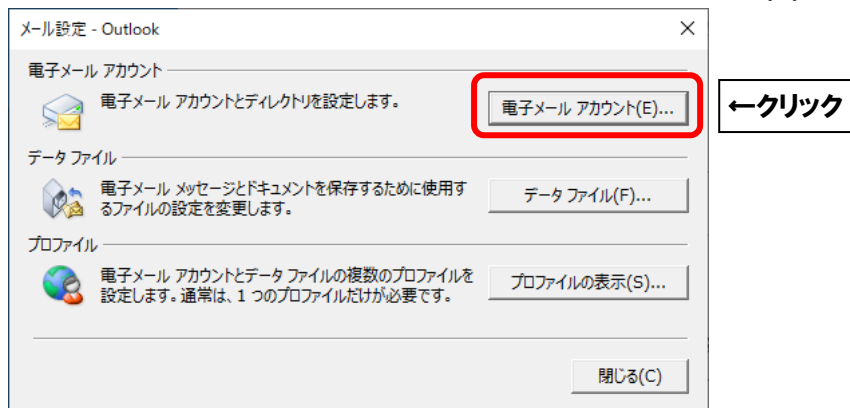 メール設定 - Outlook
電子メール アカウント
電子メール アカウントとディレクトリを設定します。
電子メール アカウント(E)...
←クリック
データ ファイル
電子メール メッセージとドキュメントを保存するために使用す
るファイルの設定を変更します。
データ ファイル(F)...
プロファイル
電子メール アカウントとデータ ファイルの複数のプロファイルを
設定します。通常は、1 つのプロファイルだけが必要です。
プロファイルの表示(S)...
閉じる(C)